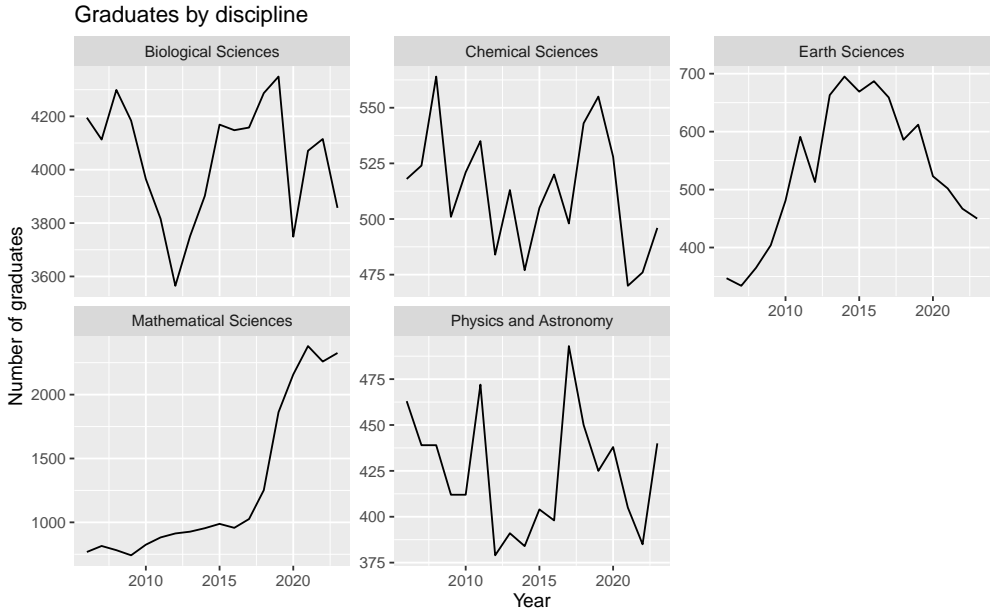 Graduates by discipline
Biological Sciences
Chemical Sciences
Earth Sciences
4200
4000
3800
3600
550
525
500
475
700
600
500
400
2010 2015 2020
Mathematical Sciences
Physics and Astronomy
2000
1500
1000
475
450
425
400
375
2010 2015 2020
2010 2015 2020
Number of graduates
Year